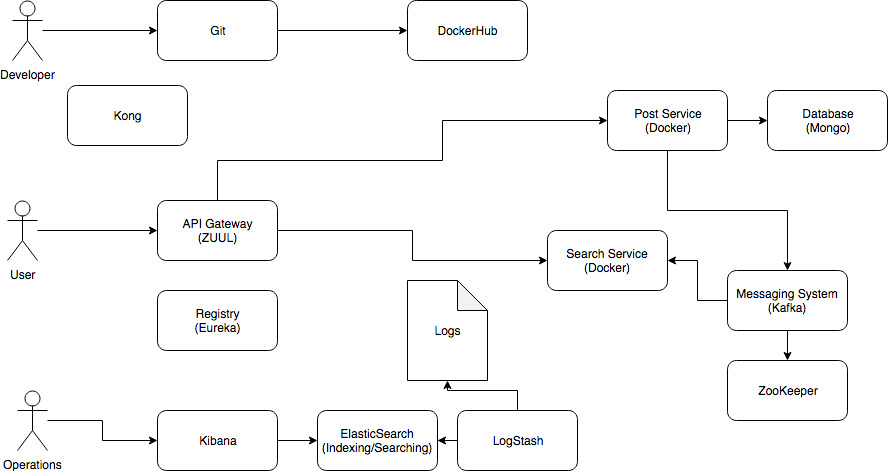 Git
DockerHub
Developer
Kong
Post Service
(Docker)
Database
(Mongo)
API Gateway
(ZUUL)
User
Search Service
(Docker)
Messaging System
(Kafka)
Registry
(Eureka)
Logs
ZooKeeper
Operations
Kibana
ElasticSearch
(Indexing/Searching)
LogStash